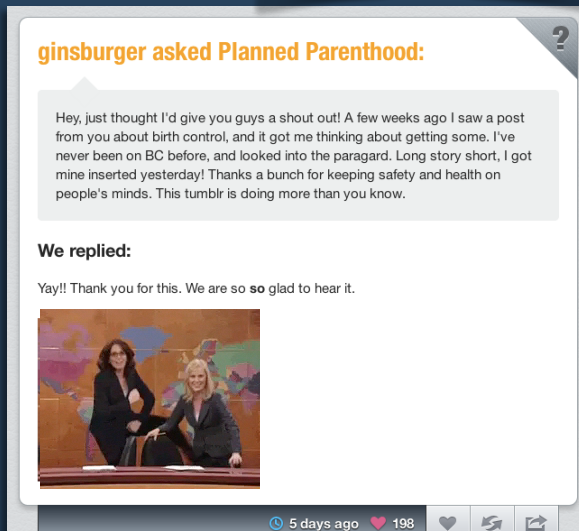 ginsburger asked Planned Parenthood:
?
Hey, just thought I'd give you guys a shout out! A few weeks ago I saw a post
from you about birth control, and it got me thinking about getting some. I've
never been on BC before, and looked into the paragard. Long story short, I got
mine inserted yesterday! Thanks a bunch for keeping safety and health on
people's minds. This tumblr is doing more than you know.
We replied:
Yay!! Thank you for this. We are so so glad to hear it.
5 days ago 198